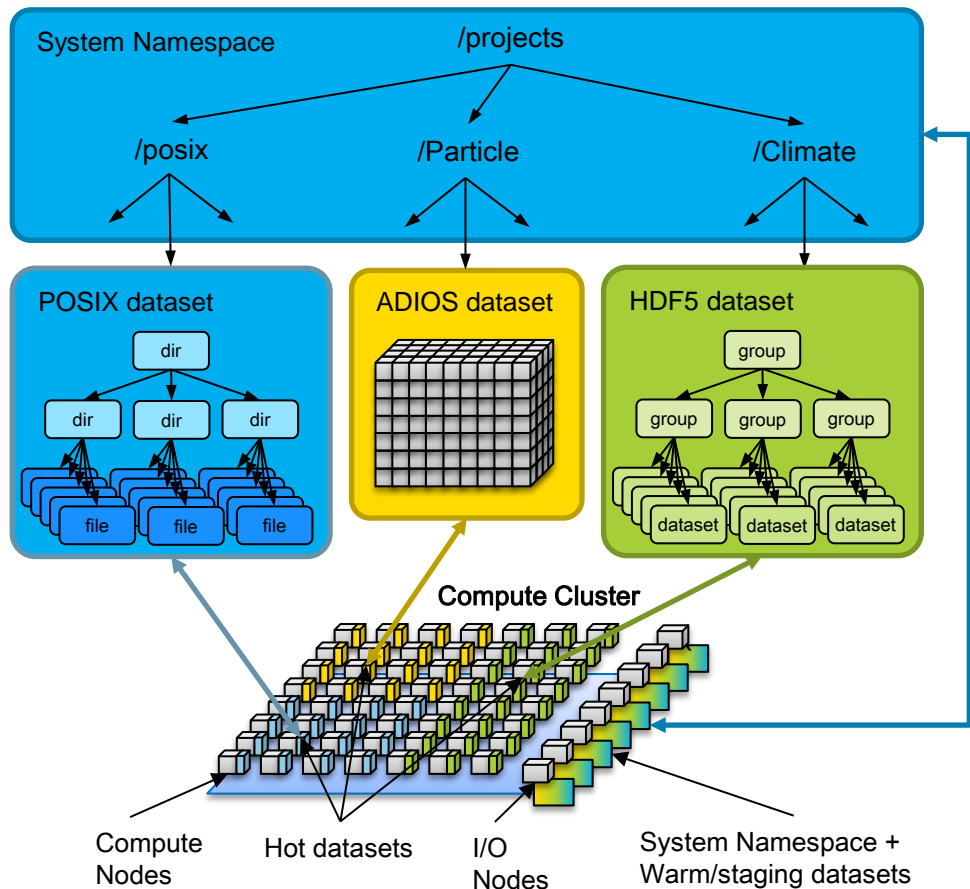 System Namespace
/projects
/posix
/Particle
/Climate
POSIX dataset
dir
dir
dir
dir
file
file
file
ADIOS dataset
HDF5 dataset
group
group
group
group
dataset
dataset
dataset
Compute Cluster
Compute
Nodes
Hot datasets
I/O
Nodes
System Namespace +
Warm/staging datasets